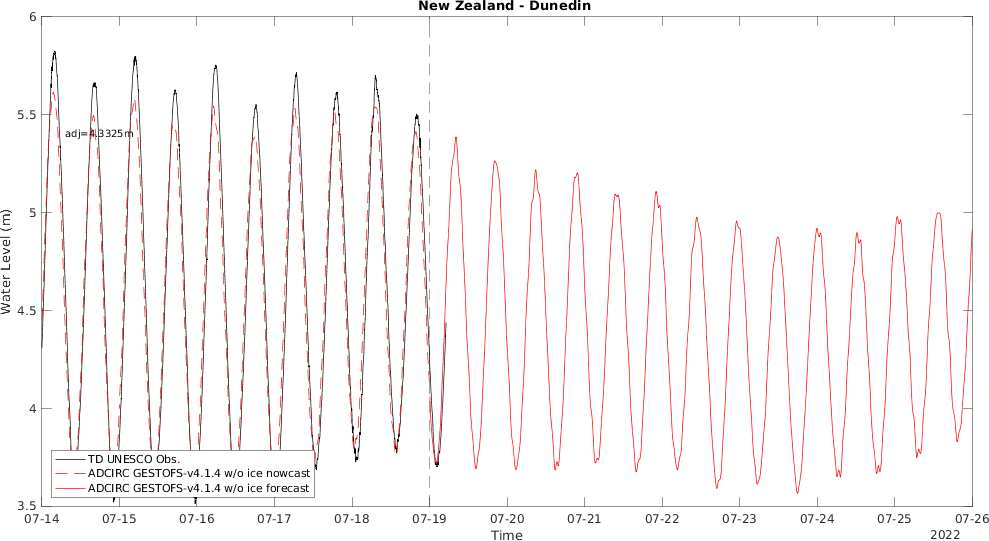 New Zealand - Dunedin
6
5.5
5
4.5
4
3.5
Water Level (m)
adj=4.3325m
TD UNESCO Obs.
ADCIRC GESTOFS-v4.1.4 w/o ice nowcast
ADCIRC GESTOFS-v4.1.4 w/o ice forecast
07-14 07-15 07-16 07-17 07-18 07-19 07-20 07-21 07-22 07-23 07-24 07-25 07-26
Time
2022